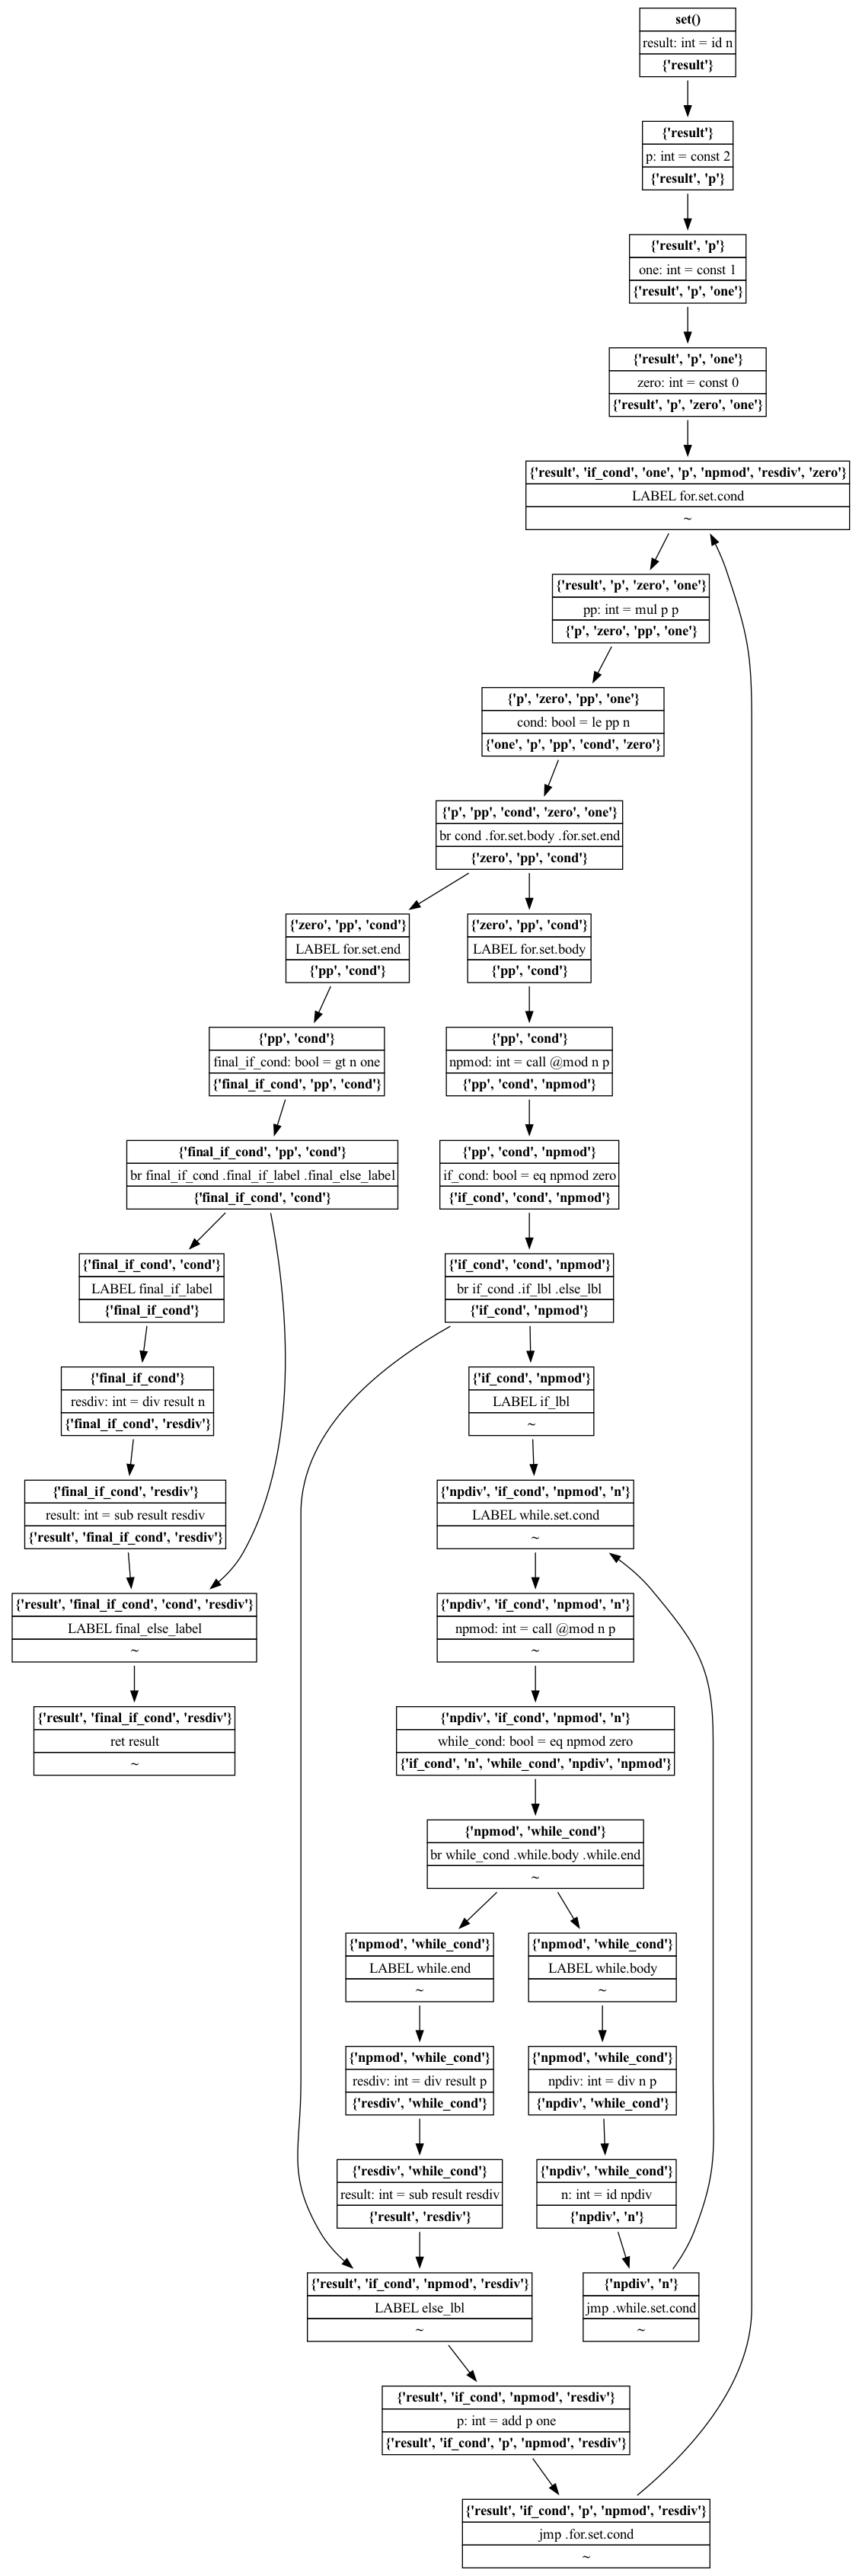 set()
result: int = id n
{'result'}
{'result'}
p: int = const 2
{'result', 'p'}
{'result', 'p'}
one: int = const 1
{'result', 'p', 'one'}
{'result', 'p', 'one'}
zero: int = const 0
{'result', 'p', 'zero', 'one'}
{'result', 'if_cond', 'one', 'p', 'npmod', 'resdiv', 'zero'}
LABEL for.set.cond
~
{'result', 'p', 'zero', 'one'}
pp: int = mul p p
{'p', 'zero', 'pp', 'one'}
{'p', 'zero', 'pp', 'one'}
cond: bool = le pp n
{'one', 'p', 'pp', 'cond', 'zero'}
{'p', 'pp', 'cond', 'zero', 'one'}
br cond .for.set.body .for.set.end
{'zero', 'pp', 'cond'}
{'zero', 'pp', 'cond'}
LABEL for.set.end
{'pp', 'cond'}
{'zero', 'pp', 'cond'}
LABEL for.set.body
{'pp', 'cond'}
{'pp', 'cond'}
final_if_cond: bool = gt n one
{'final_if_cond', 'pp', 'cond'}
{'pp', 'cond'}
npmod: int = call @mod n p
{'pp', 'cond', 'npmod'}
{'final_if_cond', 'pp', 'cond'}
br final_if_cond .final_if_label .final_else_label
{'final_if_cond', 'cond'}
{'pp', 'cond', 'npmod'}
if_cond: bool = eq npmod zero
{'if_cond', 'cond', 'npmod'}
{'final_if_cond', 'cond'}
LABEL final_if_label
{'final_if_cond'}
{'if_cond', 'cond', 'npmod'}
br if_cond .if_lbl .else_lbl
{'if_cond', 'npmod'}
{'final_if_cond'}
resdiv: int = div result n
{'final_if_cond', 'resdiv'}
{'if_cond', 'npmod'}
LABEL if_lbl
~
{'final_if_cond', 'resdiv'}
result: int = sub result resdiv
{'result', 'final_if_cond', 'resdiv'}
{'npdiv', 'if_cond', 'npmod', 'n'}
LABEL while.set.cond
~
{'result', 'final_if_cond', 'cond', 'resdiv'}
LABEL final_else_label
~
{'npdiv', 'if_cond', 'npmod', 'n'}
npmod: int = call @mod n p
~
{'result', 'final_if_cond', 'resdiv'}
ret result
~
{'npdiv', 'if_cond', 'npmod', 'n'}
while_cond: bool = eq npmod zero
{'if_cond', 'n', 'while_cond', 'npdiv', 'npmod'}
{'npmod', 'while_cond'}
br while_cond .while.body .while.end
~
{'npmod', 'while_cond'}
LABEL while.end
~
{'npmod', 'while_cond'}
LABEL while.body
~
{'npmod', 'while_cond'}
resdiv: int = div result p
{'resdiv', 'while_cond'}
{'npmod', 'while_cond'}
npdiv: int = div n p
{'npdiv', 'while_cond'}
{'resdiv', 'while_cond'}
result: int = sub result resdiv
{'result', 'resdiv'}
{'npdiv', 'while_cond'}
n: int = id npdiv
{'npdiv', 'n'}
{'result', 'if_cond', 'npmod', 'resdiv'}
LABEL else_lbl
~
{'npdiv', 'n'}
jmp .while.set.cond
~
{'result', 'if_cond', 'npmod', 'resdiv'}
p: int = add p one
{'result', 'if_cond', 'p', 'npmod', 'resdiv'}
{'result', 'if_cond', 'p', 'npmod', 'resdiv'}
jmp .for.set.cond
~